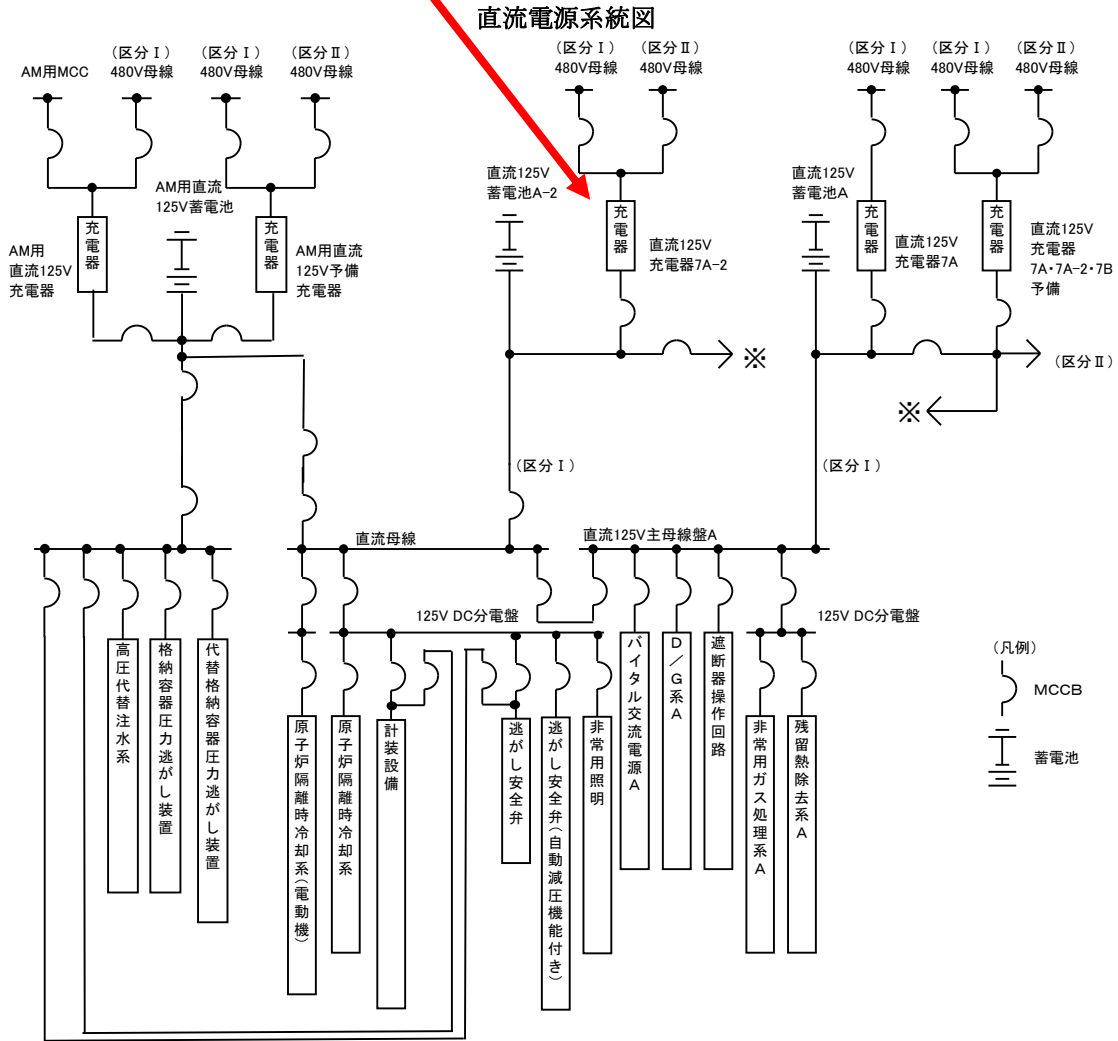 直流電源系統図
AM用MCC
(区分Ⅰ)
480V母線
(区分Ⅰ)
480V母線
(区分Ⅱ)
480V母線
(区分Ⅰ)
480V母線
(区分Ⅱ)
480V母線
(区分Ⅰ)
480V母線
(区分Ⅰ)
480V母線
(区分Ⅱ)
480V母線
AM用
直流125V
充電器
充電器
AM用直流
125V蓄電池
充電器
AM用直流
125V予備
充電器
直流125V
蓄電池A-2
充電器
直流125V
充電器7A-2
直流125V
蓄電池A
充電器
直流125V
充電器7A
充電器
直流125V
充電器
7A・7A-2・7B
予備
※
(区分Ⅱ)
※
(区分Ⅰ)
(区分Ⅰ)
直流母線
直流125V主母線盤A
125V DC分電盤
125V DC分電盤
高圧代替注水系
格納容器圧力逃がし装置
代替格納容器圧力逃がし装置
原子炉隔離時冷却系(電動機)
原子炉隔離時冷却系
計装設備
逃がし安全弁
逃がし安全弁(自動減圧機能付き)
非常用照明
バイタル交流電源A
D/G系A
遮断器操作回路
非常用ガス処理系A
残留熱除去系A
(凡例)
MCCB
蓄電池